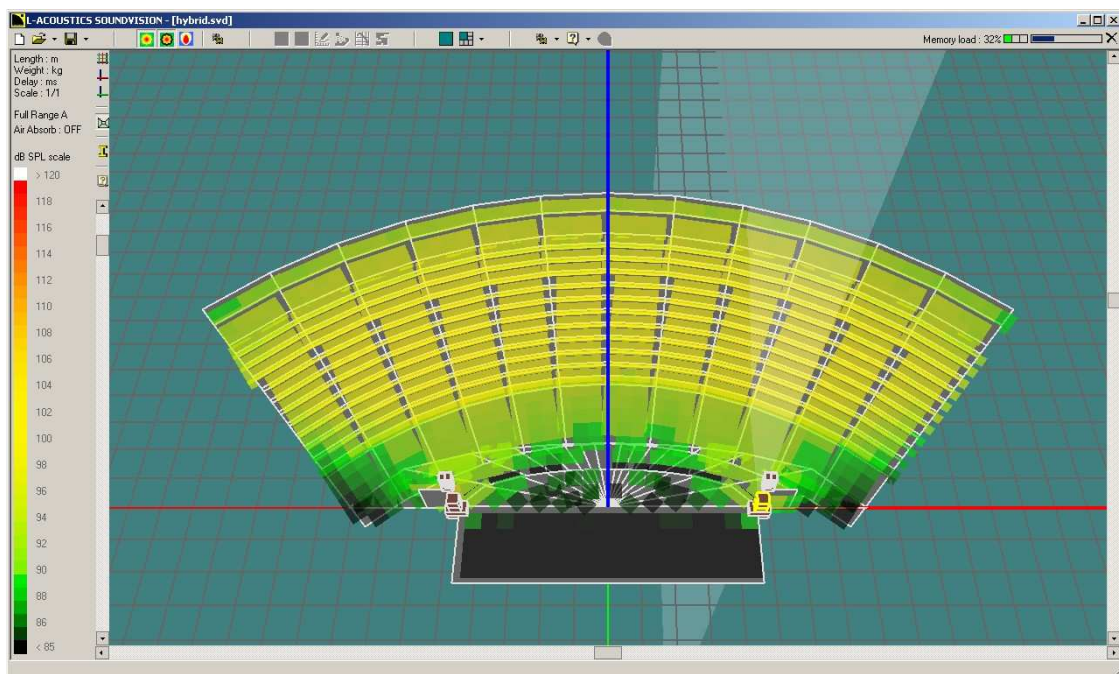 L-ACOUSTICS SOUNDVISION - [hybrid.svd]
Memory load : 32%
Length : m
Weight : kg
Delay : ms
Scale : 1/1
Full Range A
Air Absorb : OFF
dB SPL scale
> 120
118
116
114
112
110
108
106
104
102
100
98
96
94
92
90
88
86
< 85